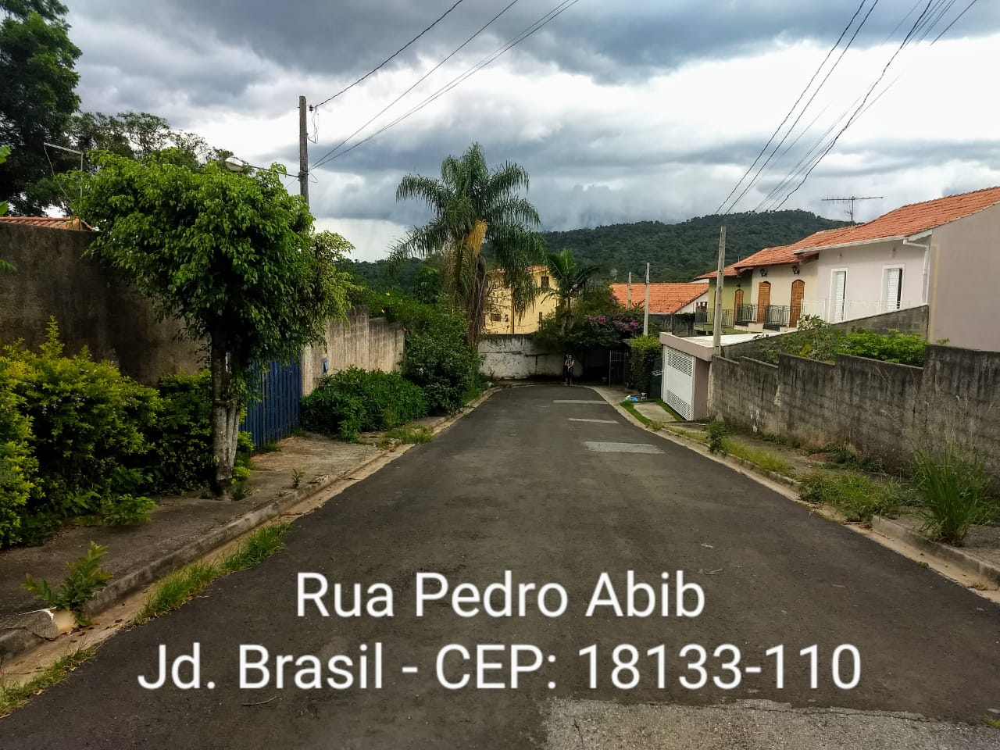 Rua Pedro Abib
Jd. Brasil - CEP: 18133-110